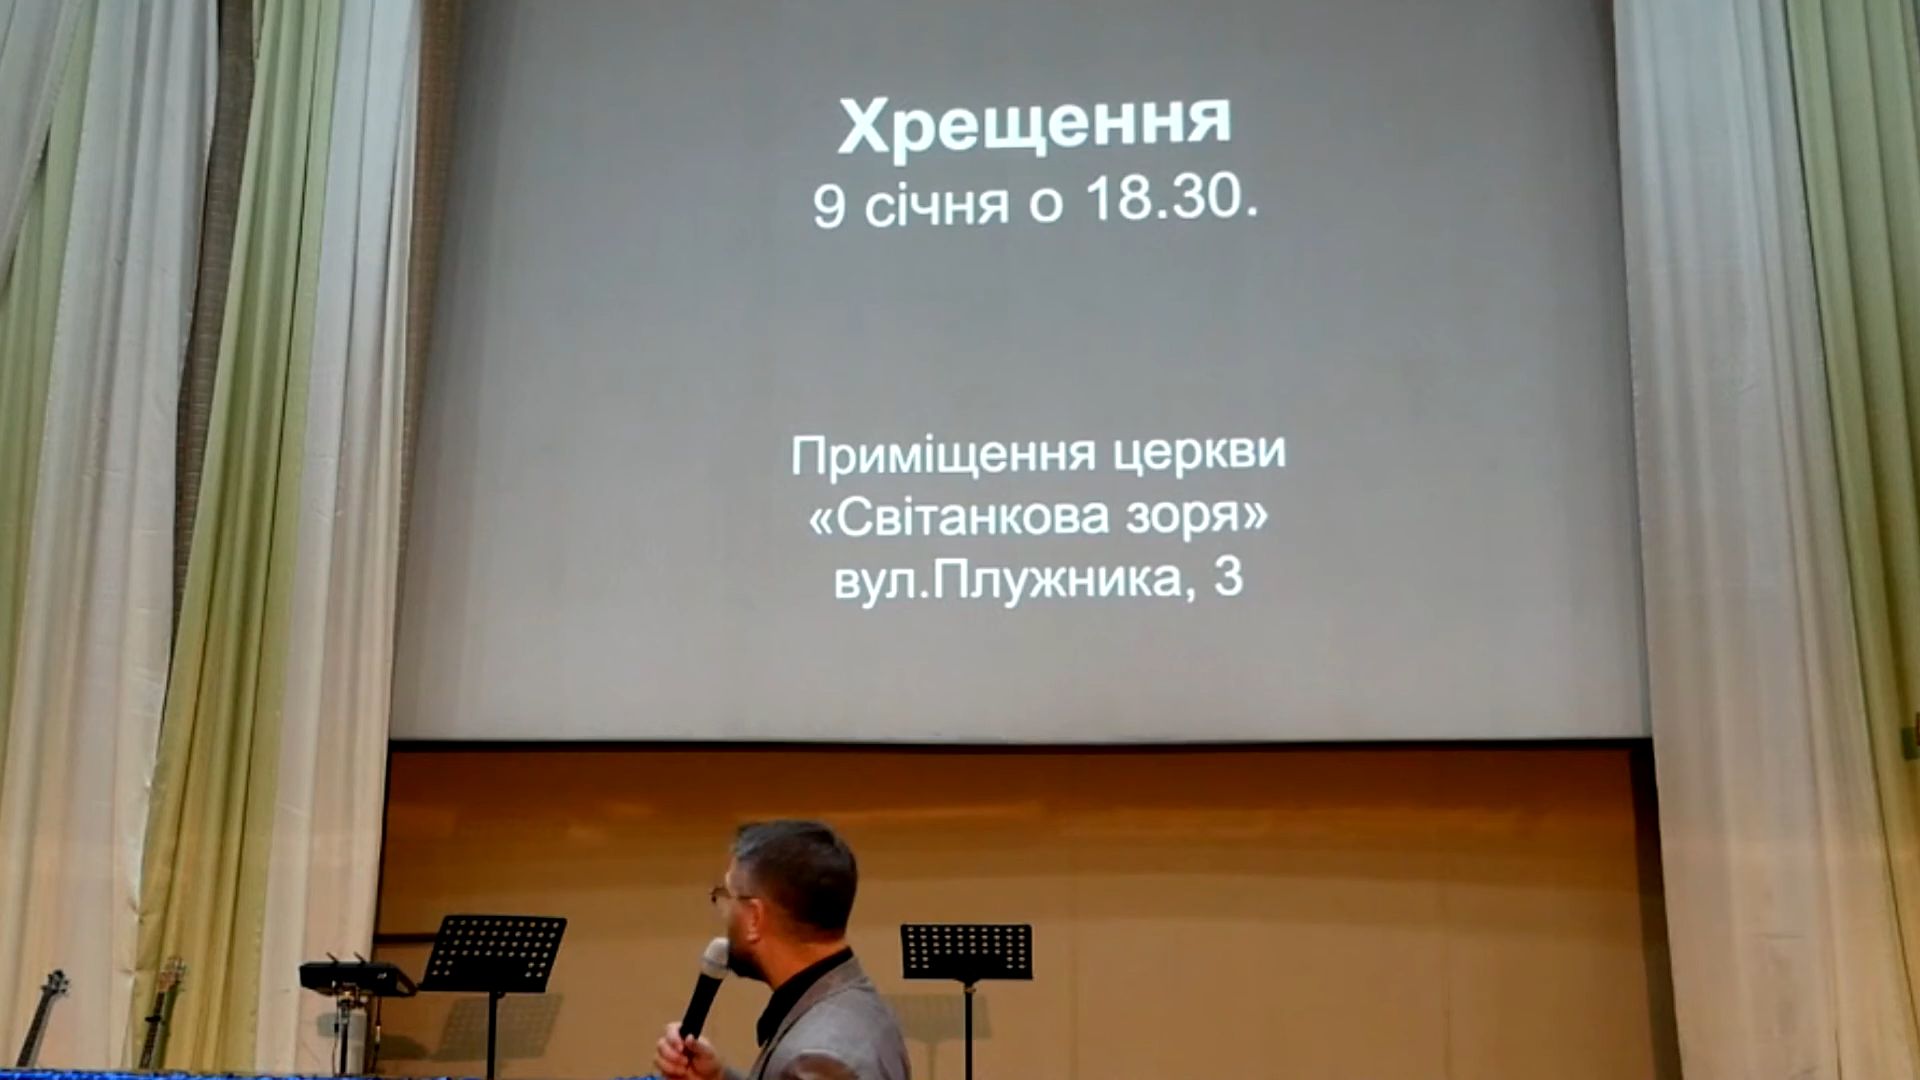 Хрещення
9 січня о 18.30.
Приміщення церкви
«Світанкова зоря»
вул.Плужника, 3